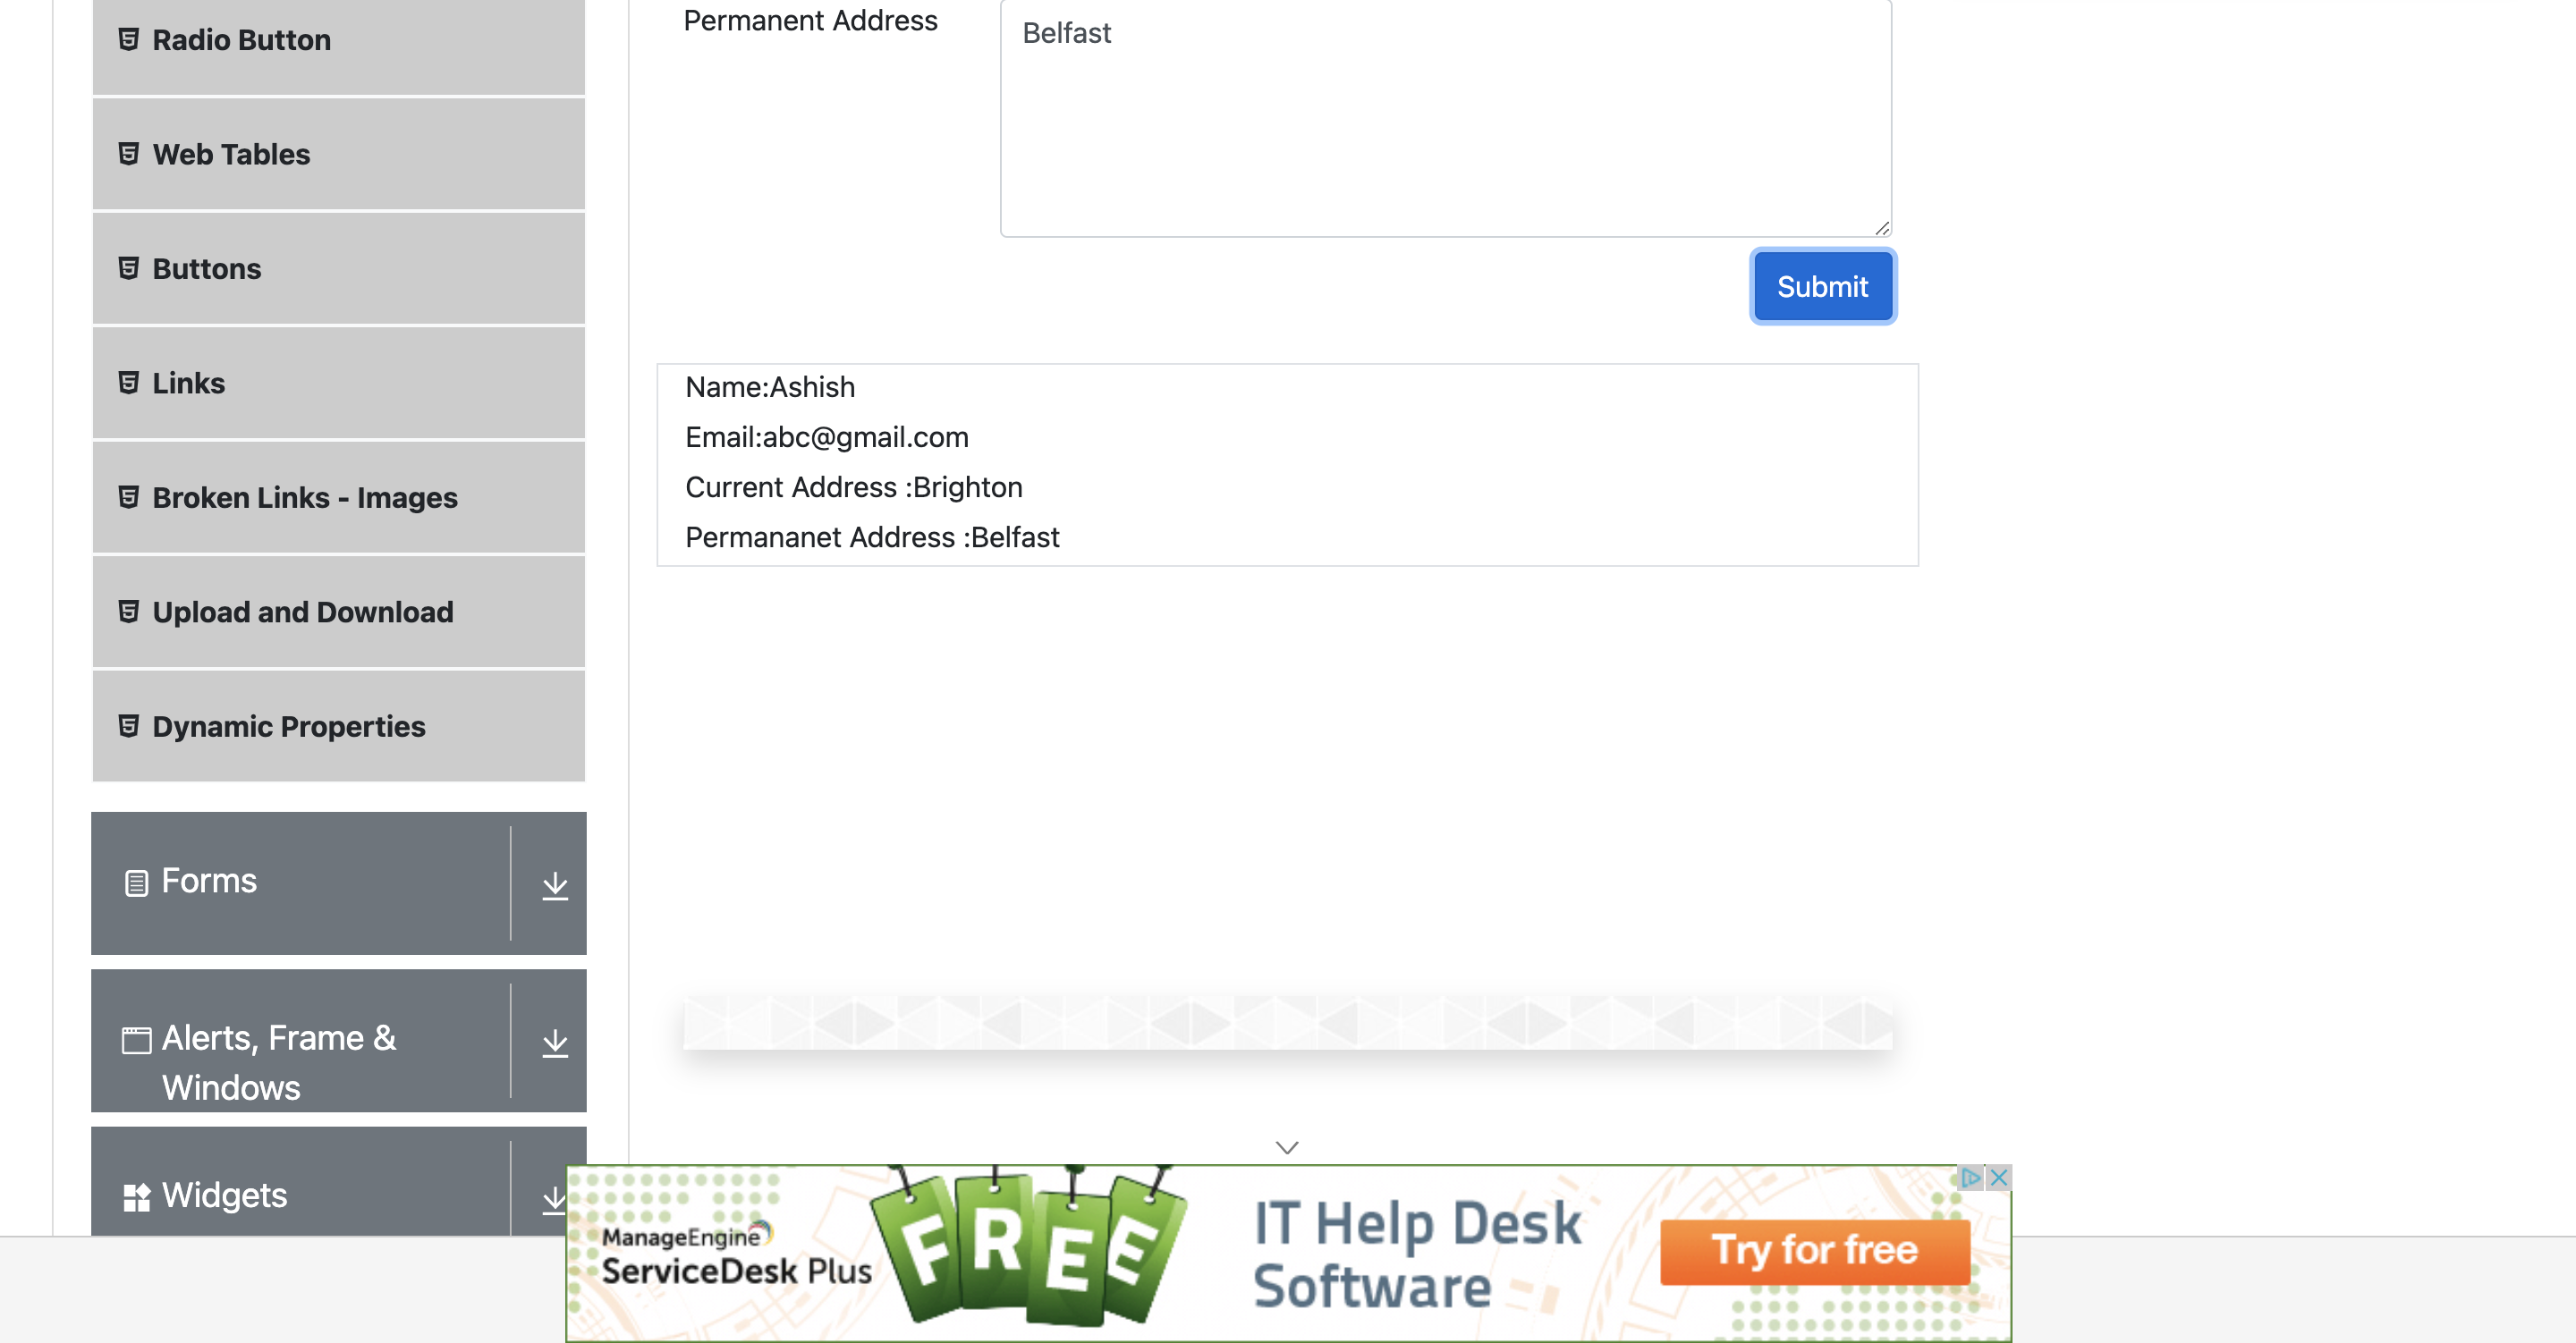 Radio Button
Web Tables
Buttons
Links
Broken Links - Images
Upload and Download
Dynamic Properties
Forms
Alerts, Frame &
Windows
Widgets
Permanent Address
Belfast
Submit
Name:Ashish
Email:abc@gmail.com
Current Address :Brighton
Permananet Address :Belfast
ManageEngine
ServiceDesk Plus
FREE
IT Help Desk
Software
Try for free